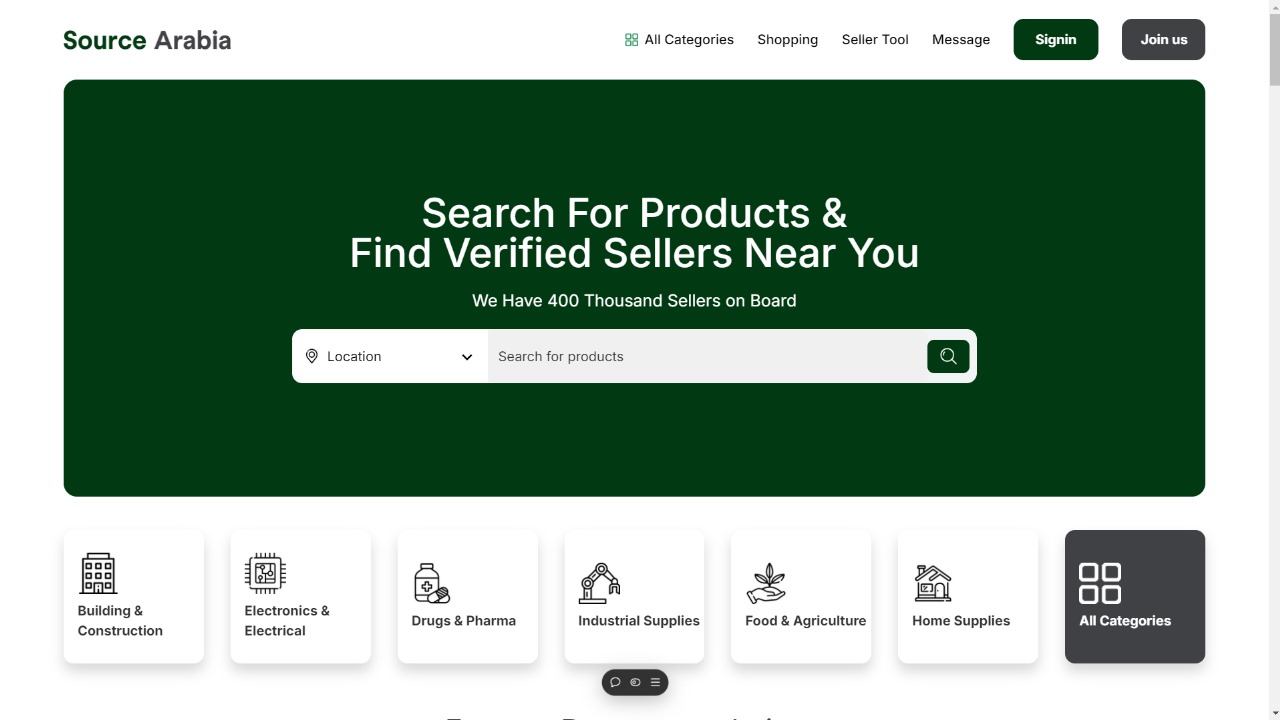 Source Arabia
All Categories
Shopping
Seller Tool
Message
Signin
Join us
Search For Products &
Find Verified Sellers Near You
We Have 400 Thousand Sellers on Board
Location
Search for products
Building &
Construction
Electronics &
Electrical
Drugs & Pharma
Industrial Supplies
Food & Agriculture
Home Supplies
All Categories